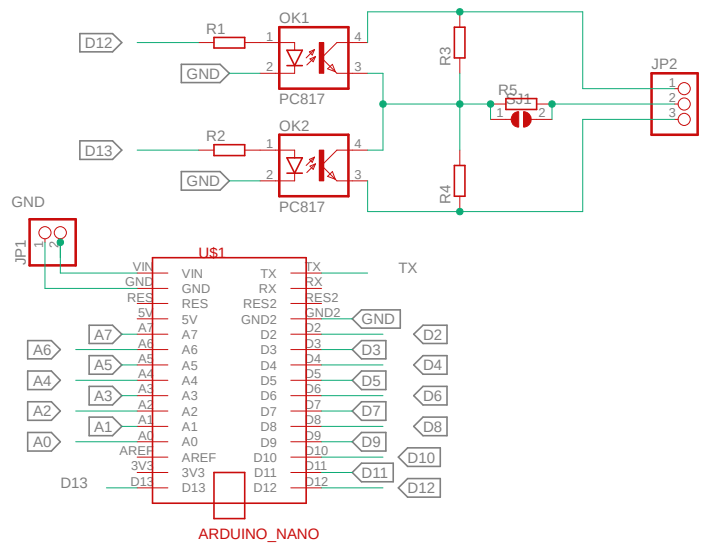 OK1
R1
D12
1
4
GND
2
3
PC817
R3
JP2
R5
SJ1
1
2
1
2
3
OK2
R2
D13
1
4
GND
2
3
PC817
R4
GND
JP1
1
2
U$1
VIN VIN TX TX TX
GND GND RX RX
RES RES RES2 RES2
5V 5V GND2 GND2 GND
A7 A7 A7 D2 D2 D2
A6 A6 A6 D3 D3 D3
A5 A5 A5 D4 D4 D4
A4 A4 A4 D5 D5 D5
A3 A3 A3 D6 D6 D6
A2 A2 A2 D7 D7 D7
A1 A1 A1 D8 D8 D8
A0 A0 A0 D9 D9 D9
AREF AREF D10 D10 D10
3V3 3V3 D11 D11 D11
D13 D13 D13 D12 D12 D12
ARDUINO_NANO